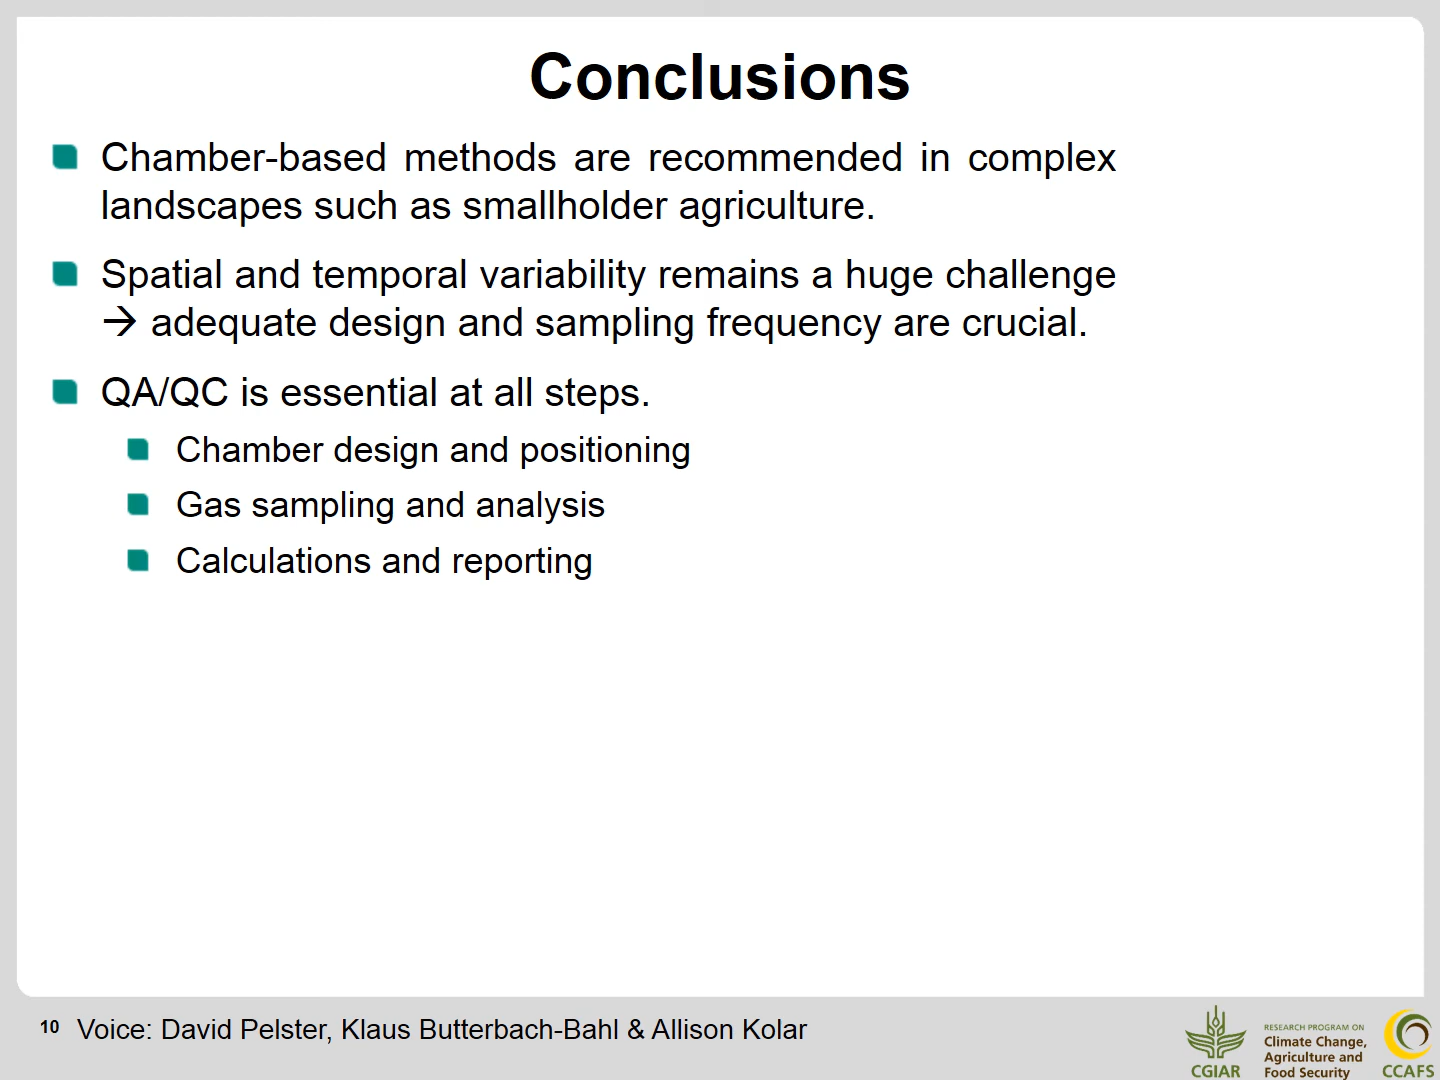 Conclusions
Chamber-based methods are recommended in complex
landscapes such as smallholder agriculture.
Spatial and temporal variability remains a huge challenge
→ adequate design and sampling frequency are crucial.
QA/QC is essential at all steps.
Chamber design and positioning
Gas sampling and analysis
Calculations and reporting
10 Voice: David Pelster, Klaus Butterbach-Bahl & Allison Kolar
CGIAR
RESEARCH PROGRAM ON
Climate Change,
Agriculture and
Food Security
CCAFS